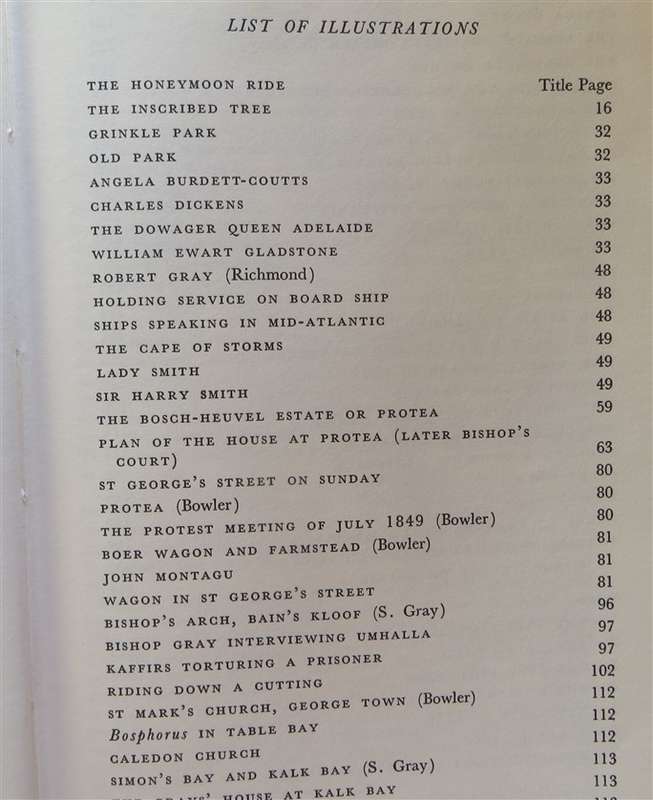 LIST OF ILLUSTRATIONS
THE HONEYMOON RIDE Title Page
THE INSCRIBED TREE 16
GRINKLE PARK 32
OLD PARK 32
ANGELA BURDETT-COUTTS 33
CHARLES DICKENS 33
THE DOWAGER QUEEN ADELAIDE 33
WILLIAM EWART GLADSTONE 33
ROBERT GRAY (Richmond) 48
HOLDING SERVICE ON BOARD SHIP 48
SHIPS SPEAKING IN MID-ATLANTIC 48
THE CAPE OF STORMS 49
LADY SMITH 49
SIR HARRY SMITH 49
THE BOSCH-HEUVEL ESTATE OR PROTEA 59
PLAN OF THE HOUSE AT PROTEA (LATER BISHOP'S
COURT) 63
ST GEORGE'S STREET ON SUNDAY 80
PROTEA (Bowler) 80
THE PROTEST MEETING OF JULY 1849 (Bowler) 80
BOER WAGON AND FARMSTEAD (Bowler) 81
JOHN MONTAGU 81
WAGON IN ST GEORGE'S STREET 81
BISHOP'S ARCH, BAIN'S KLOOF (S. Gray) 96
BISHOP GRAY INTERVIEWING UMHALLA 97
KAFFIRS TORTURING A PRISONER 97
RIDING DOWN A CUTTING 102
ST MARK'S CHURCH, GEORGE TOWN (Bowler) 112
Bosphorus IN TABLE BAY 112
CALEDON CHURCH 112
SIMON'S BAY AND KALK BAY (S. Gray) 113
THE GRAYS' HOUSE AT KALK BAY 113